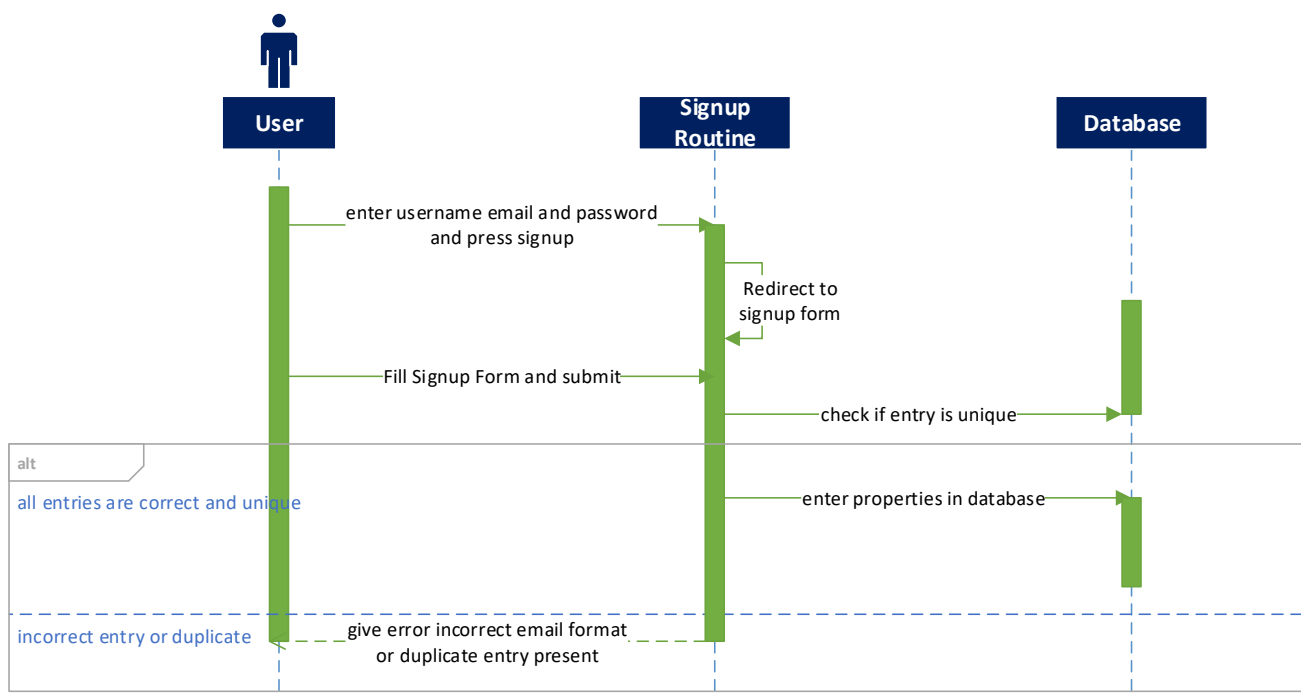 User
Signup
Routine
Database
enter username email and password
and press signup
Redirect to
signup form
Fill Signup Form and submit
check if entry is unique
alt
all entries are correct and unique
enter properties in database
incorrect entry or duplicate
give error incorrect email format
or duplicate entry present